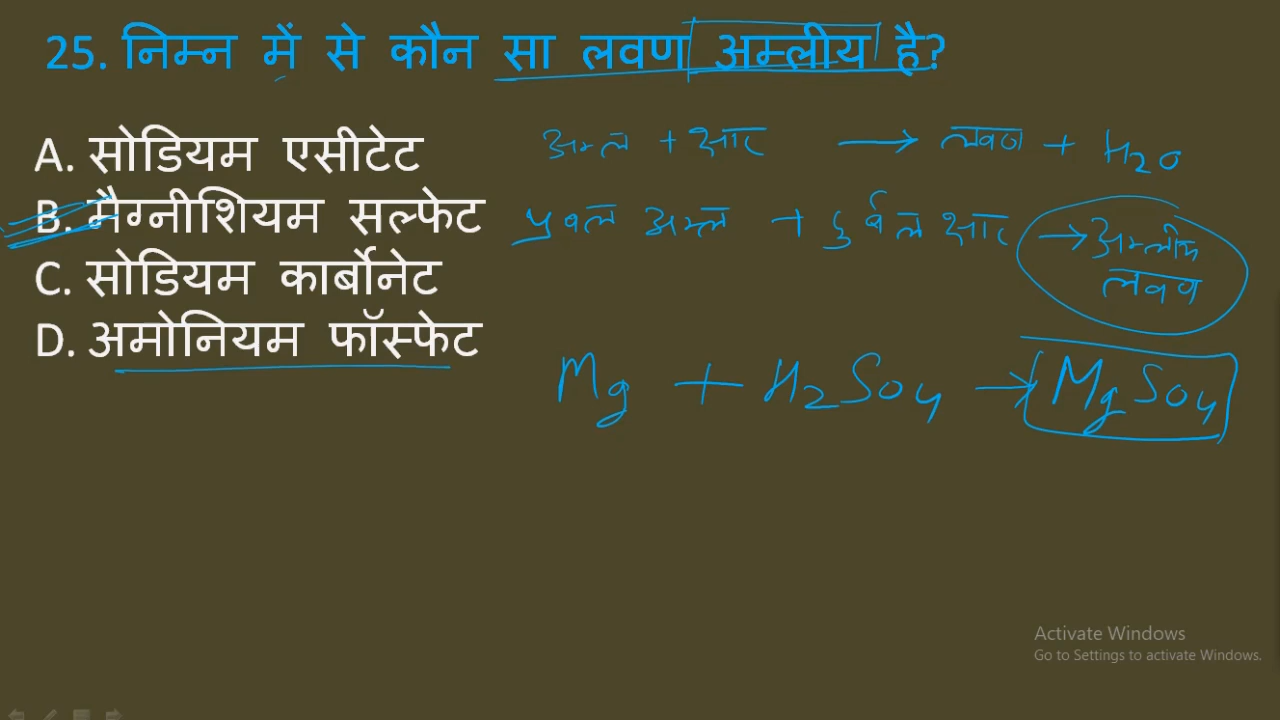 25. निम्न में से कौन सा लवण अम्लीय है?
A. सोडियम एसीटेट
B. मैग्नीशियम सल्फेट
C. सोडियम कार्बोनेट
D. अमोनियम फॉस्फेट
अम्ल + क्षार → लवण + H2O
प्रबल अम्ल + दुर्बल क्षार → अम्लीय
लवण
Mg + H2SO4 → MgSO4
Activate Windows
Go to Settings to activate Windows.